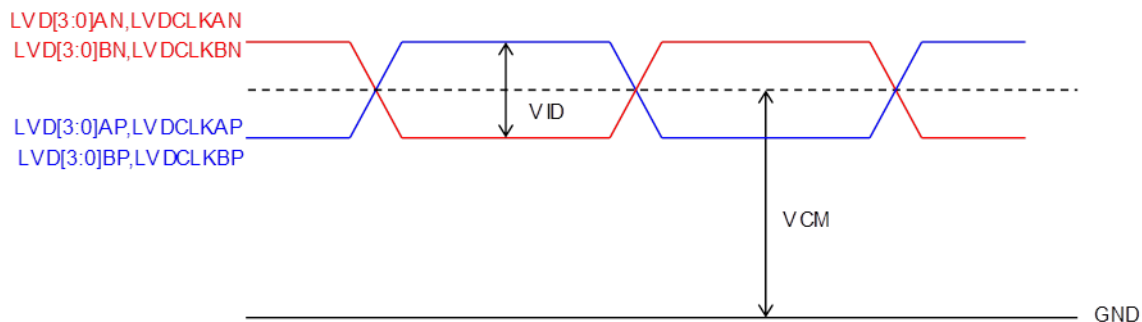 LVD[3:0]AN,LVDCLKAN
LVD[3:0]BN,LVDCLKBN
VID
LVD[3:0]AP,LVDCLKAP
LVD[3:0]BP,LVDCLKBP
VCM
GND